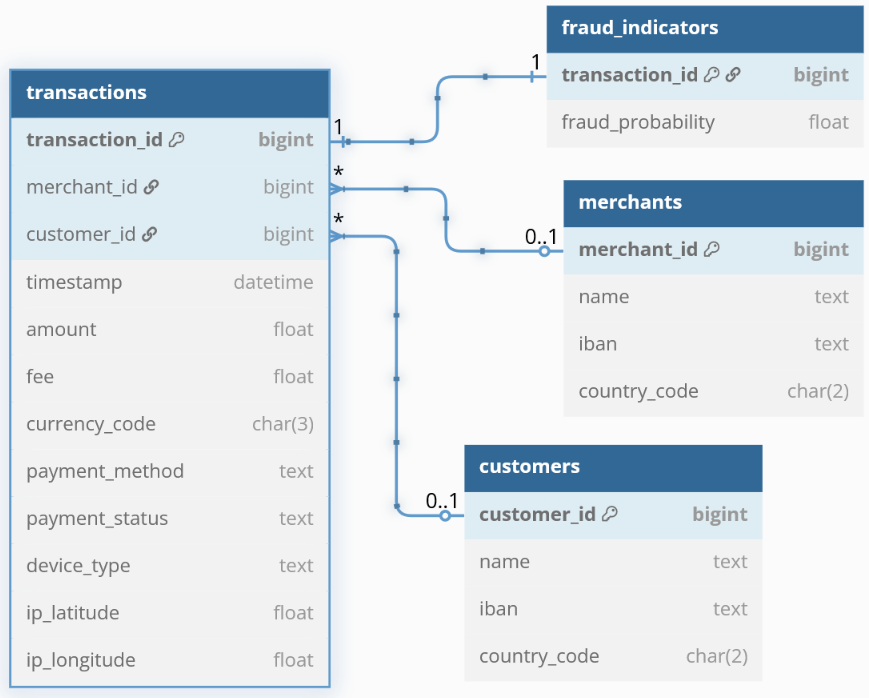 transactions
transaction_id bigint
merchant_id bigint
customer_id bigint
timestamp datetime
amount float
fee float
currency_code char(3)
payment_method text
payment_status text
device_type text
ip_latitude float
ip_longitude float
1
*
*
1
0..1
0..1
fraud_indicators
transaction_id bigint
fraud_probability float
merchants
merchant_id bigint
name text
iban text
country_code char(2)
customers
customer_id bigint
name text
iban text
country_code char(2)